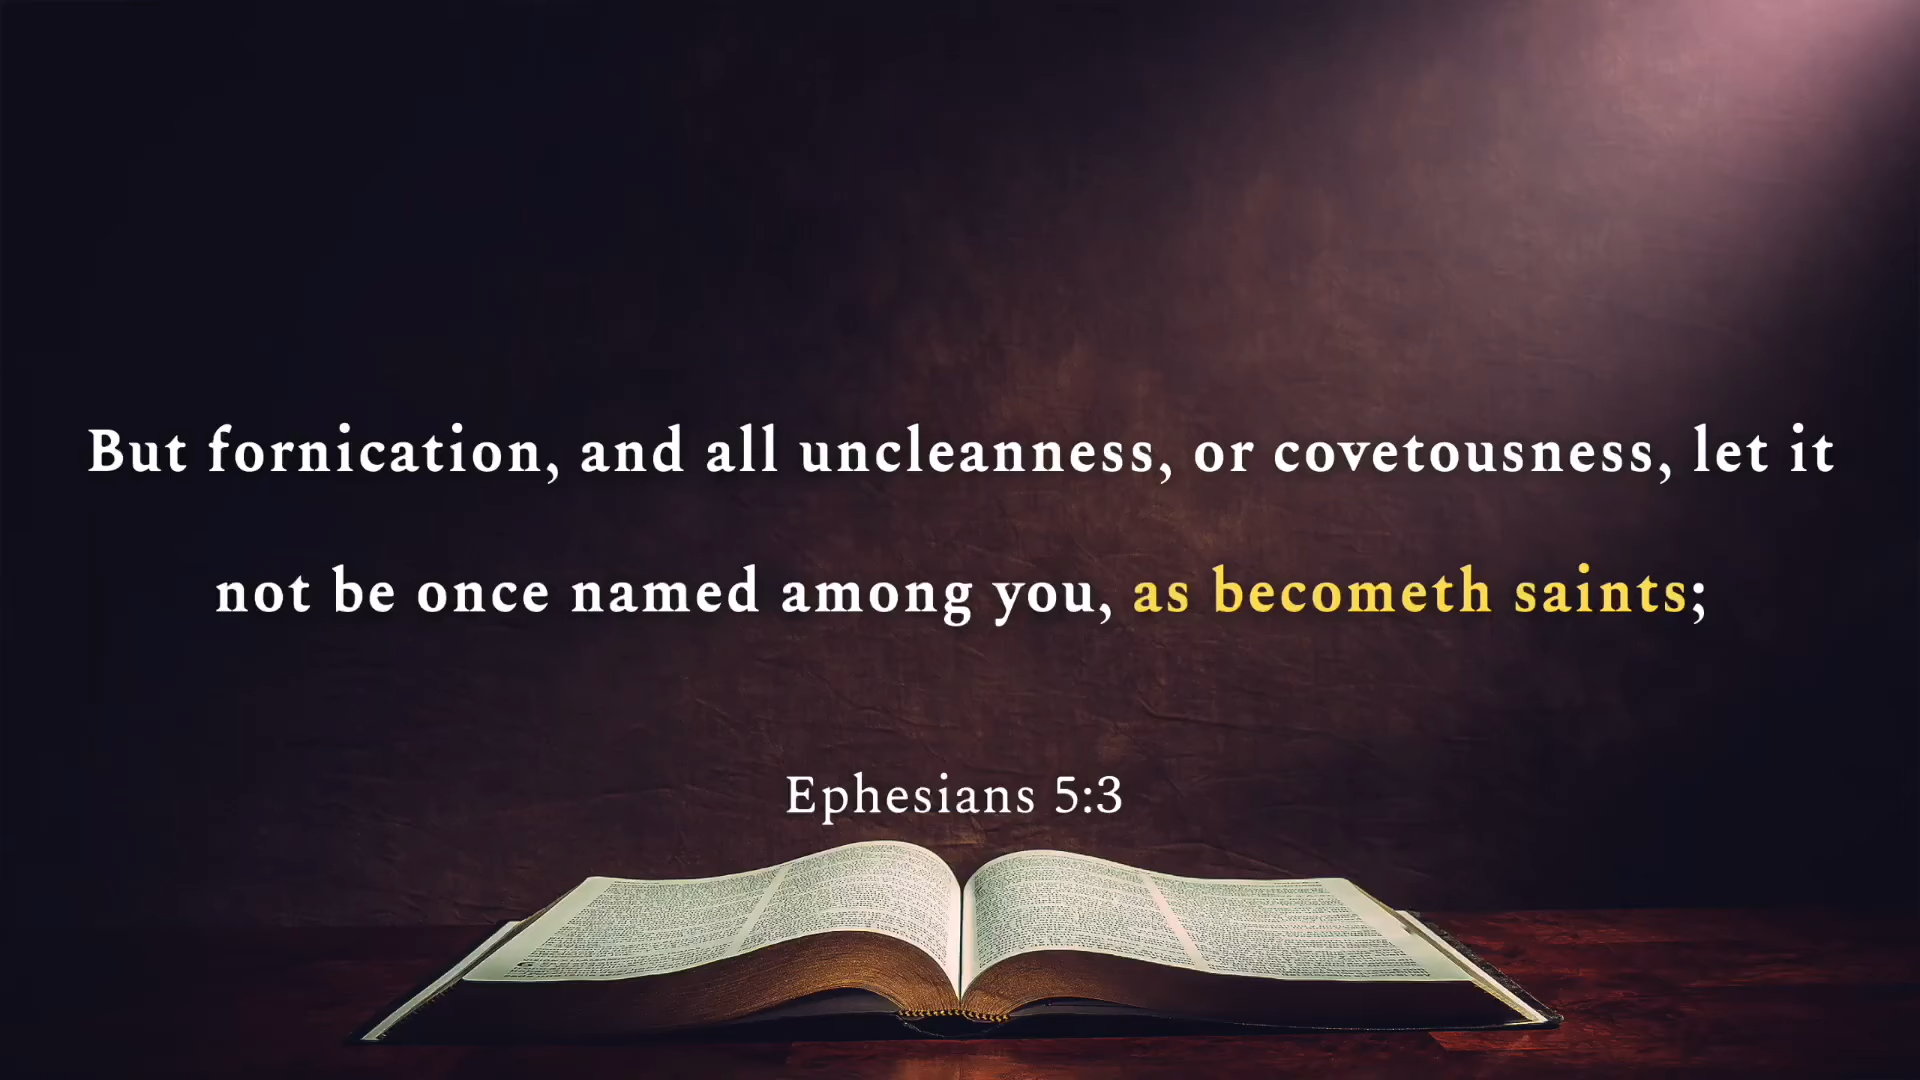 But fornication, and all uncleanness, or covetousness, let it
not be once named among you, as becometh saints;
Ephesians 5:3